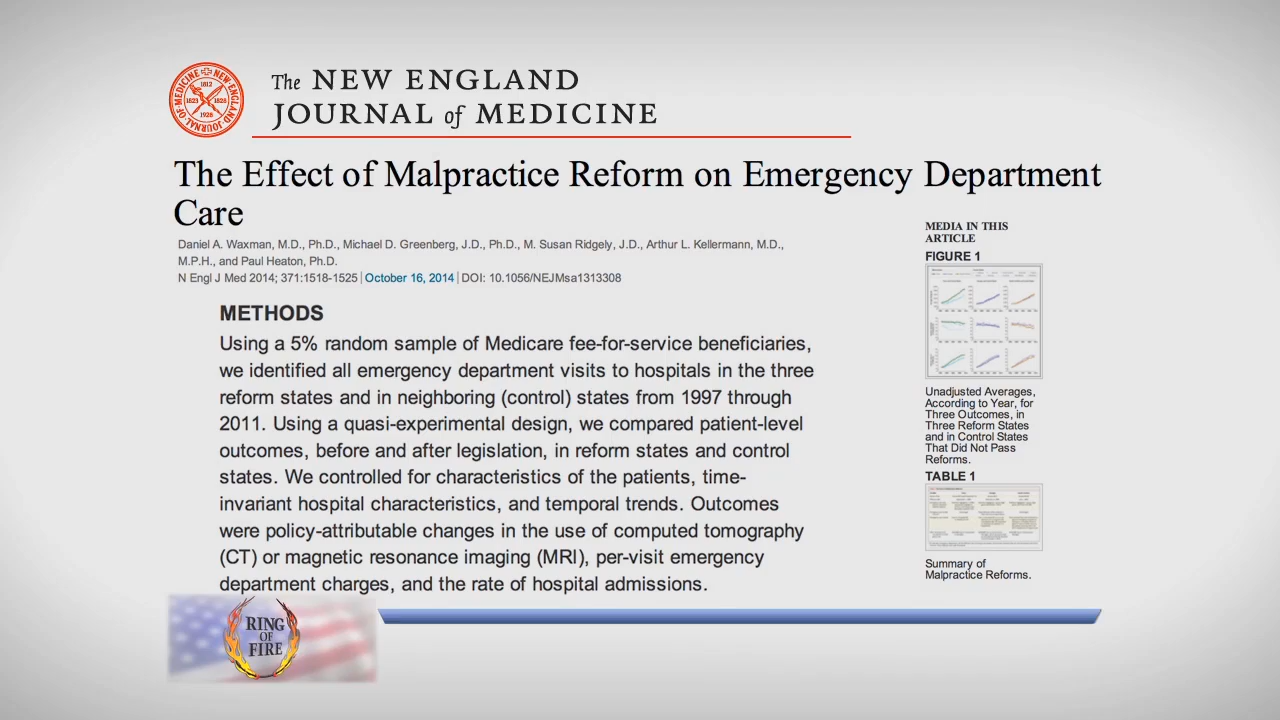 The NEW ENGLAND
JOURNAL of MEDICINE
NEW-ENGLAND JOURNAL OF MEDICINE
1812
1823
1828
1928
The Effect of Malpractice Reform on Emergency Department
Care
Daniel A. Waxman, M.D., Ph.D., Michael D. Greenberg, J.D., Ph.D., M. Susan Ridgely, J.D., Arthur L. Kellermann, M.D.,
M.P.H., and Paul Heaton, Ph.D.
N Engl J Med 2014; 371:1518-1525 | October 16, 2014 | DOI: 10.1056/NEJMsa1313308
METHODS
Using a 5% random sample of Medicare fee-for-service beneficiaries,
we identified all emergency department visits to hospitals in the three
reform states and in neighboring (control) states from 1997 through
2011. Using a quasi-experimental design, we compared patient-level
outcomes, before and after legislation, in reform states and control
states. We controlled for characteristics of the patients, time-
invariant hospital characteristics, and temporal trends. Outcomes
were policy-attributable changes in the use of computed tomography
(CT) or magnetic resonance imaging (MRI), per-visit emergency
department charges, and the rate of hospital admissions.
MEDIA IN THIS
ARTICLE
FIGURE 1
Unadjusted Averages,
According to Year, for
Three Outcomes, in
Three Reform States
and in Control States
That Did Not Pass
Reforms.
TABLE 1
Summary of
Malpractice Reforms.
RING
OF
FIRE